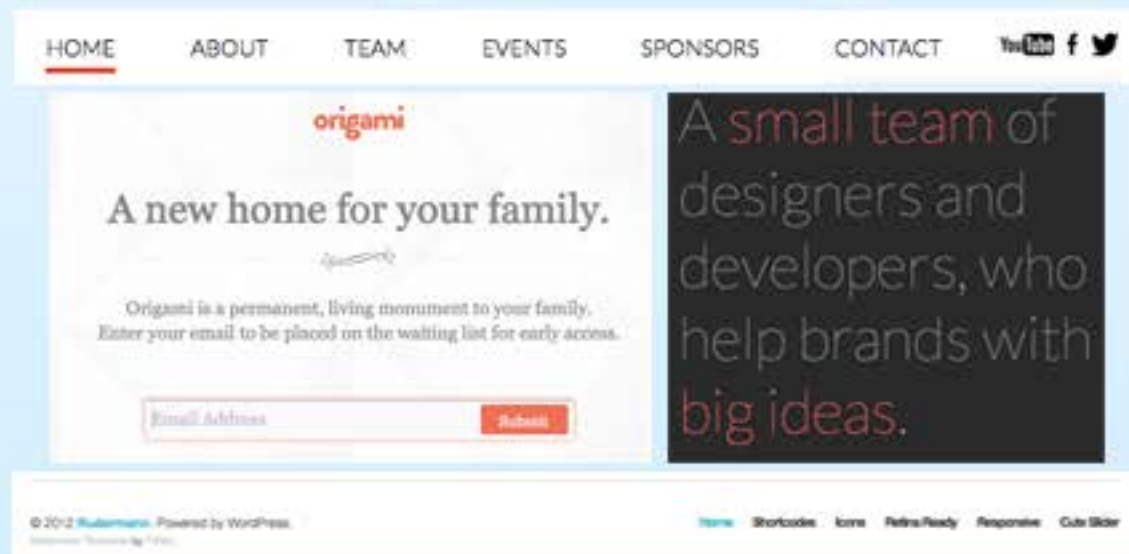 HOME ABOUT TEAM EVENTS SPONSORS CONTACT YouTube f
origami
A new home for your family.
Origami is a permanent, living monument to your family.
Enter your email to be placed on the waiting list for early access.
Email Address Submit
A small team of
designers and
developers, who
help brands with
big ideas.
© 2012 Rudermann. Powered by WordPress.
Home Shortcodes Icons Retina Ready Responsive Cute Slider